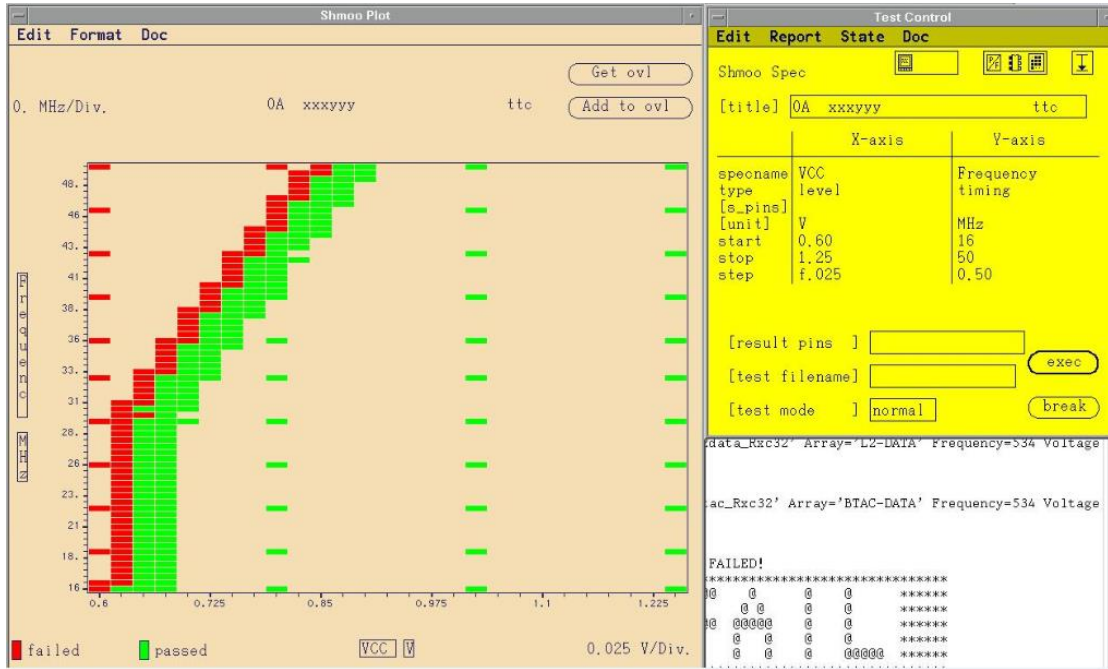 Shmoo Plot
Edit Format Doc
Get ovl
0. MHz/Div. 0A xxxyyy ttc Add to ovl
48.
46
43.
41
38.
36
33.
31
28.
26
23.
21
18.
16
Frequenc
MHz
0.6 0.725 0.85 0.975 1.1 1.225
failed passed VCC V 0.025 V/Div.
Test Control
Edit Report State Doc
Shmoo Spec P/F
[title] 0A xxxyyy ttc
X-axis Y-axis
specname VCC Frequency
type level timing
[s_pins]
[unit] V MHz
start 0.60 16
stop 1.25 50
step f.025 0.50
[result pins ]
exec
[test filename]
[test mode ] normal break
data_Rxc32' Array='L2-DATA' Frequency=534 Voltage
ac_Rxc32' Array='BTAC-DATA' Frequency=534 Voltage
FAILED!
*******************************
@ @ @ @ ******
@ @ @ @ ******
@ @@@@@ @ @ ******
@ @ @ @ ******
@ @ @ @@@@@ ******